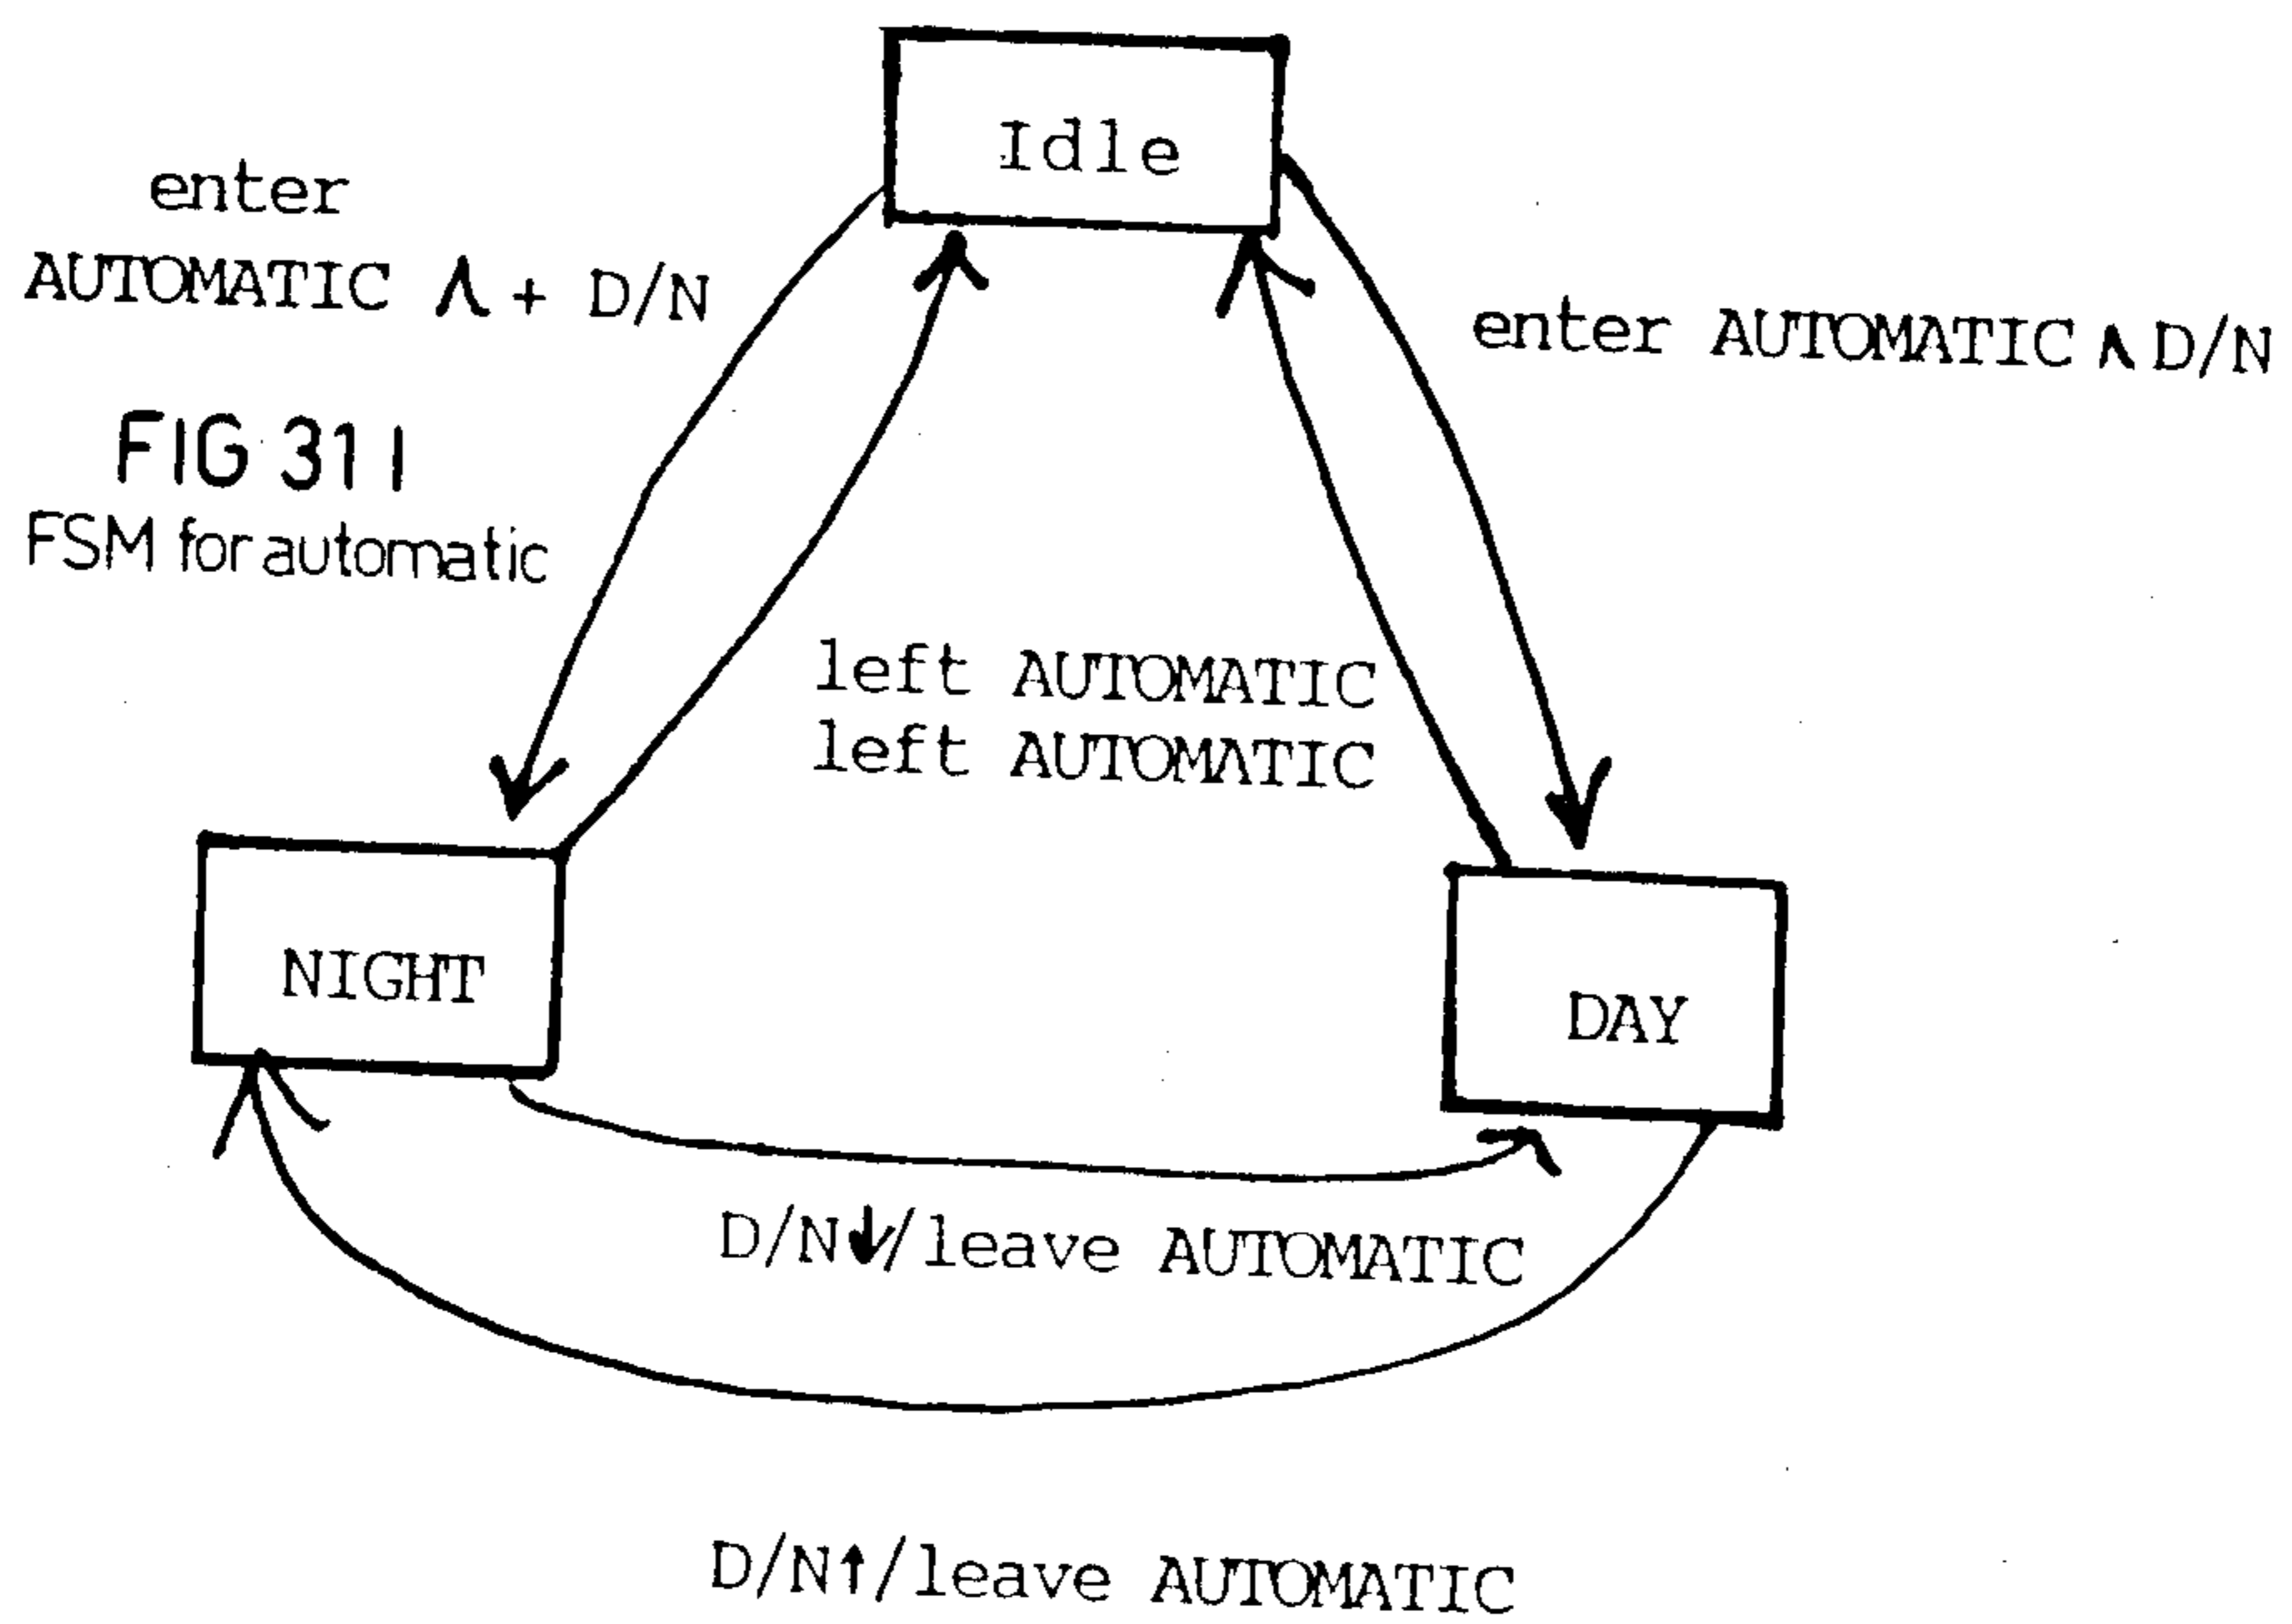 Idle
enter
AUTOMATIC ∧ + D/N
enter AUTOMATIC ∧ D/N
FIG 311
FSM for automatic
left AUTOMATIC
left AUTOMATIC
NIGHT
DAY
D/N↓/leave AUTOMATIC
D/N↑/leave AUTOMATIC